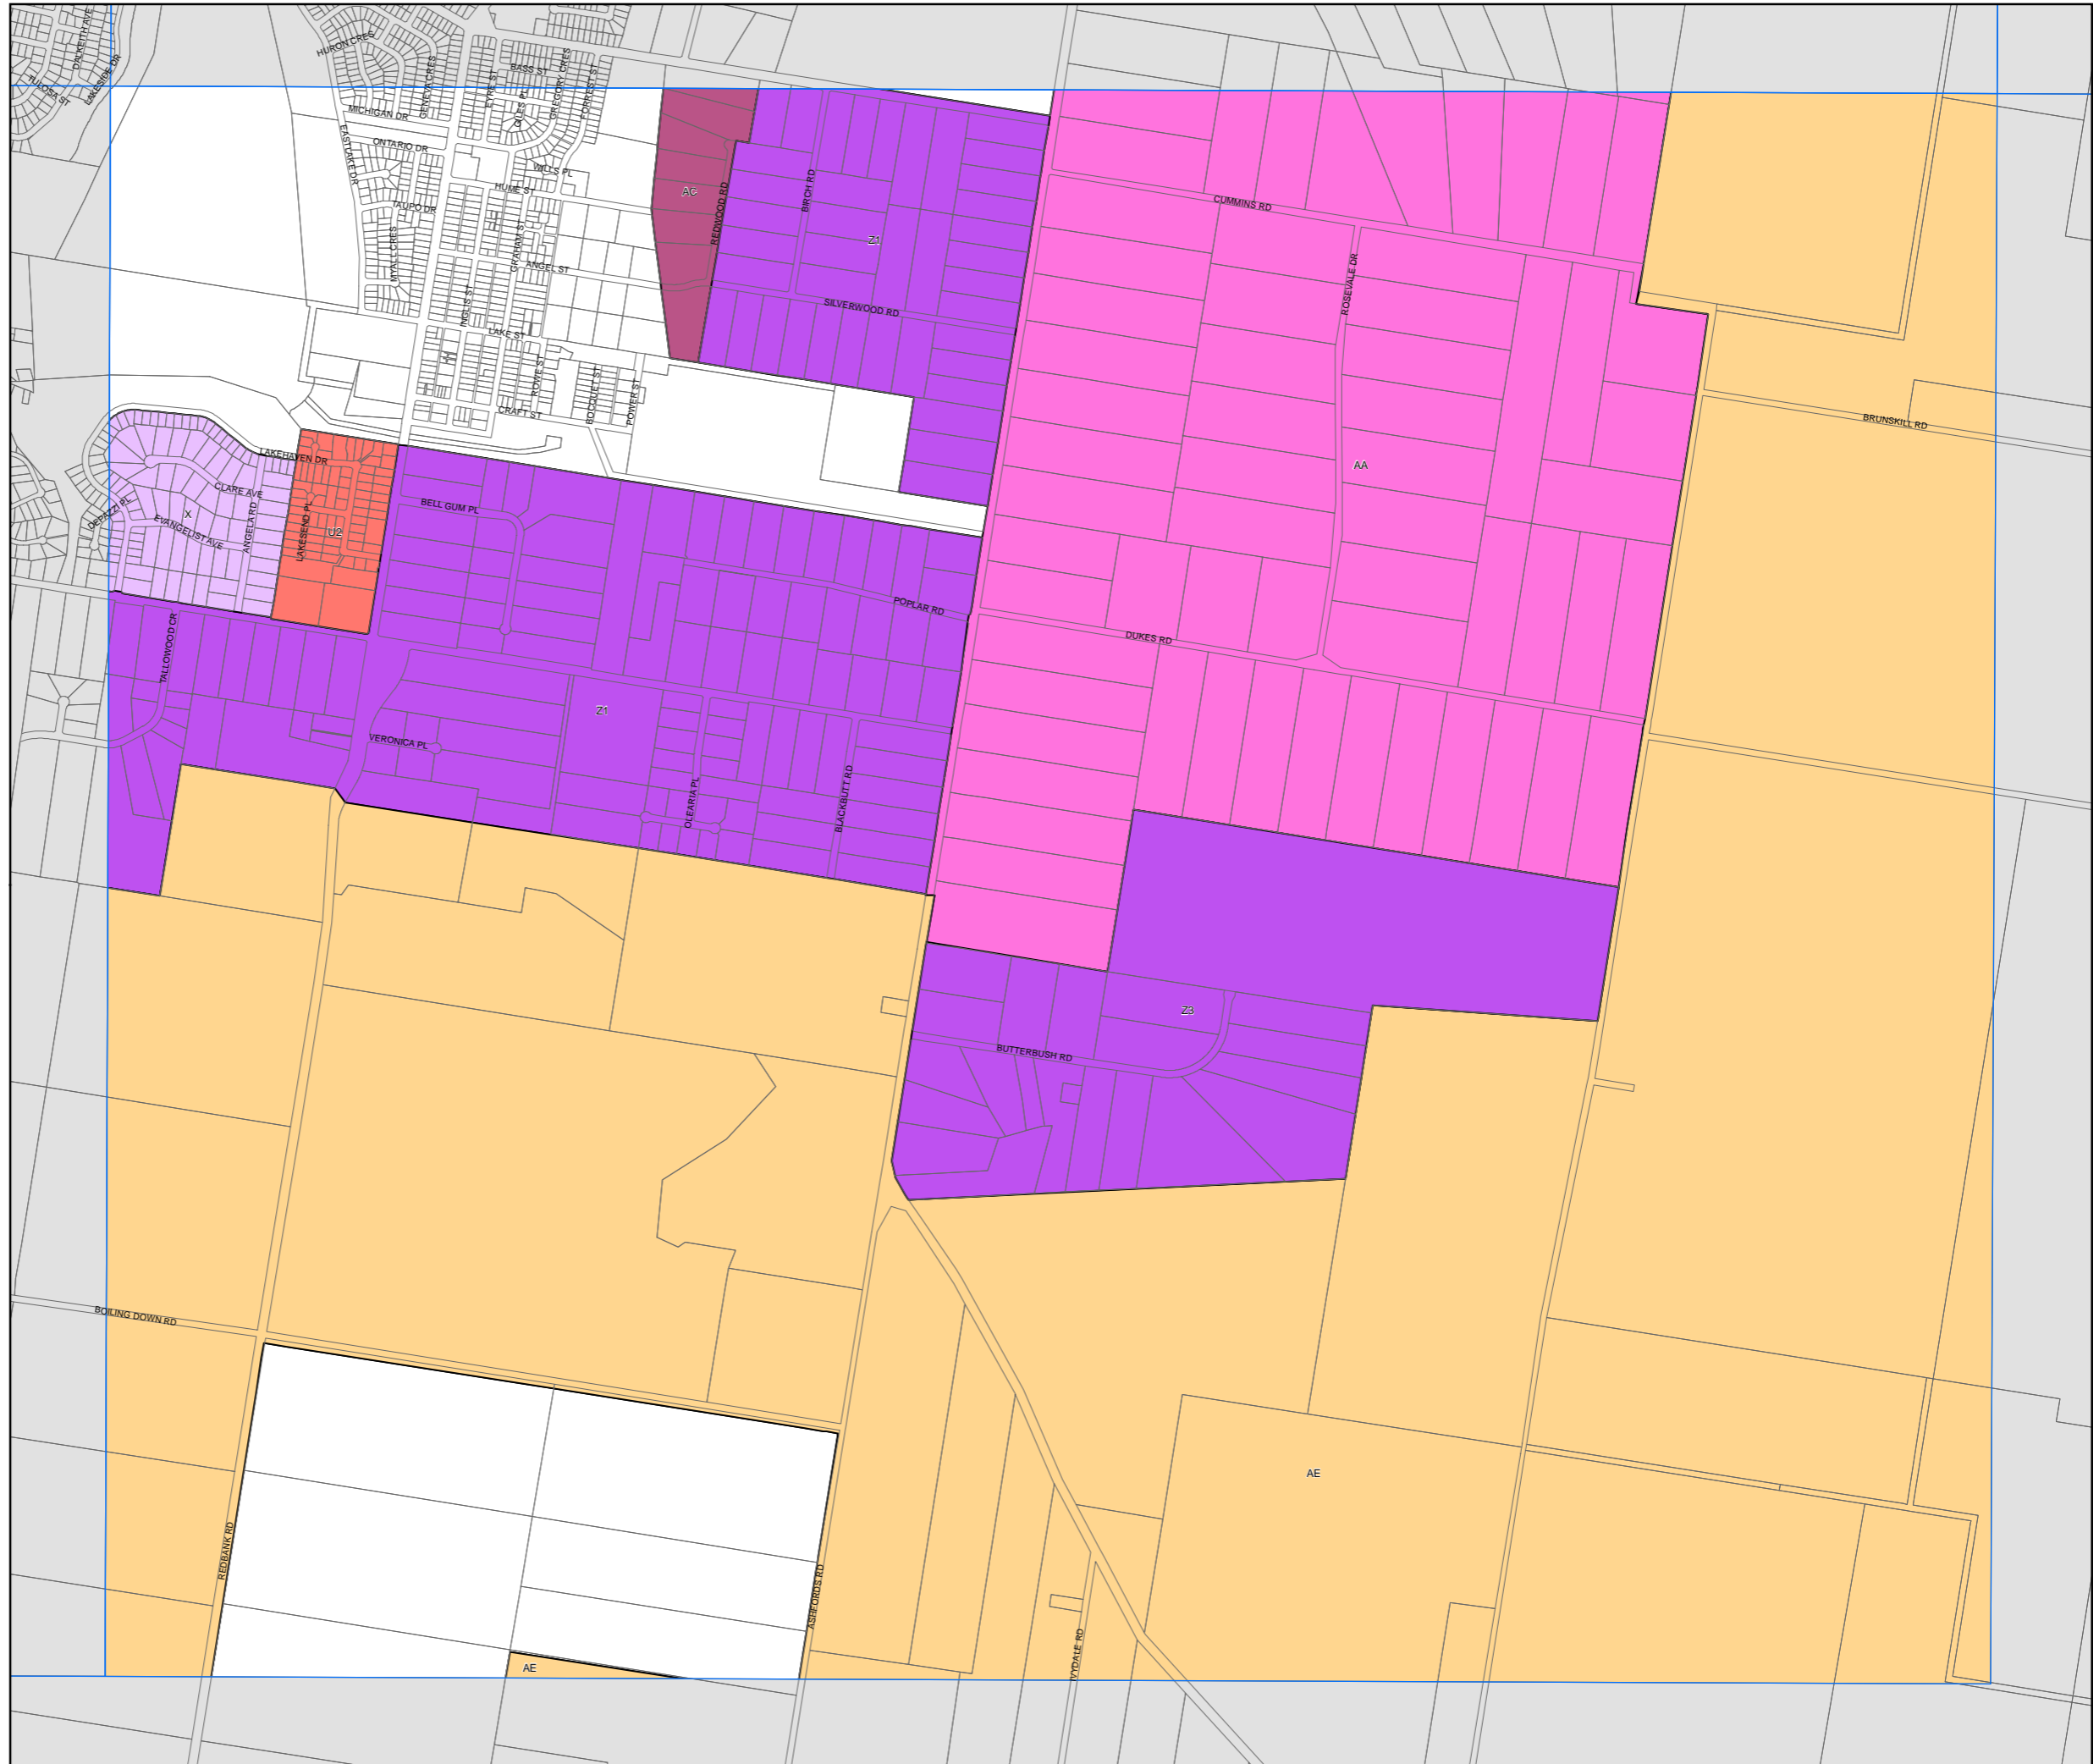 DALKEITH AVE
TULOSA ST
LAKESIDE DR
HURON CRES
GENEVA CRES
EYRE ST
BASS ST
GILES PL
GREGORY CRES
FORREST ST
MICHIGAN DR
EASTLAKE DR
ONTARIO DR
WILLS PL
HUME ST
TAUPO DR
MYALL CRES
GRAHAM ST
ANGEL ST
INGLIS ST
LAKE ST
ROWE ST
BOCQUET ST
POWER ST
CRAFT ST
AC
REDWOOD RD
BIRCH RD
Z1
SILVERWOOD RD
CUMMINS RD
ROSEVALE DR
AA
BRUNSKILL RD
LAKEHAVEN DR
CLARE AVE
DEPAZZI PL
X
EVANGELIST AVE
ANGELA RD
LAKESEND PL
U2
BELL GUM PL
POPLAR RD
DUKES RD
TALLOWOOD CR
Z1
VERONICA PL
OLEARIA PL
BLACKBUTT RD
Z3
BUTTERBUSH RD
BOILING DOWN RD
AE
REDBANK RD
ASHFORDS RD
IVYDALE RD
AE